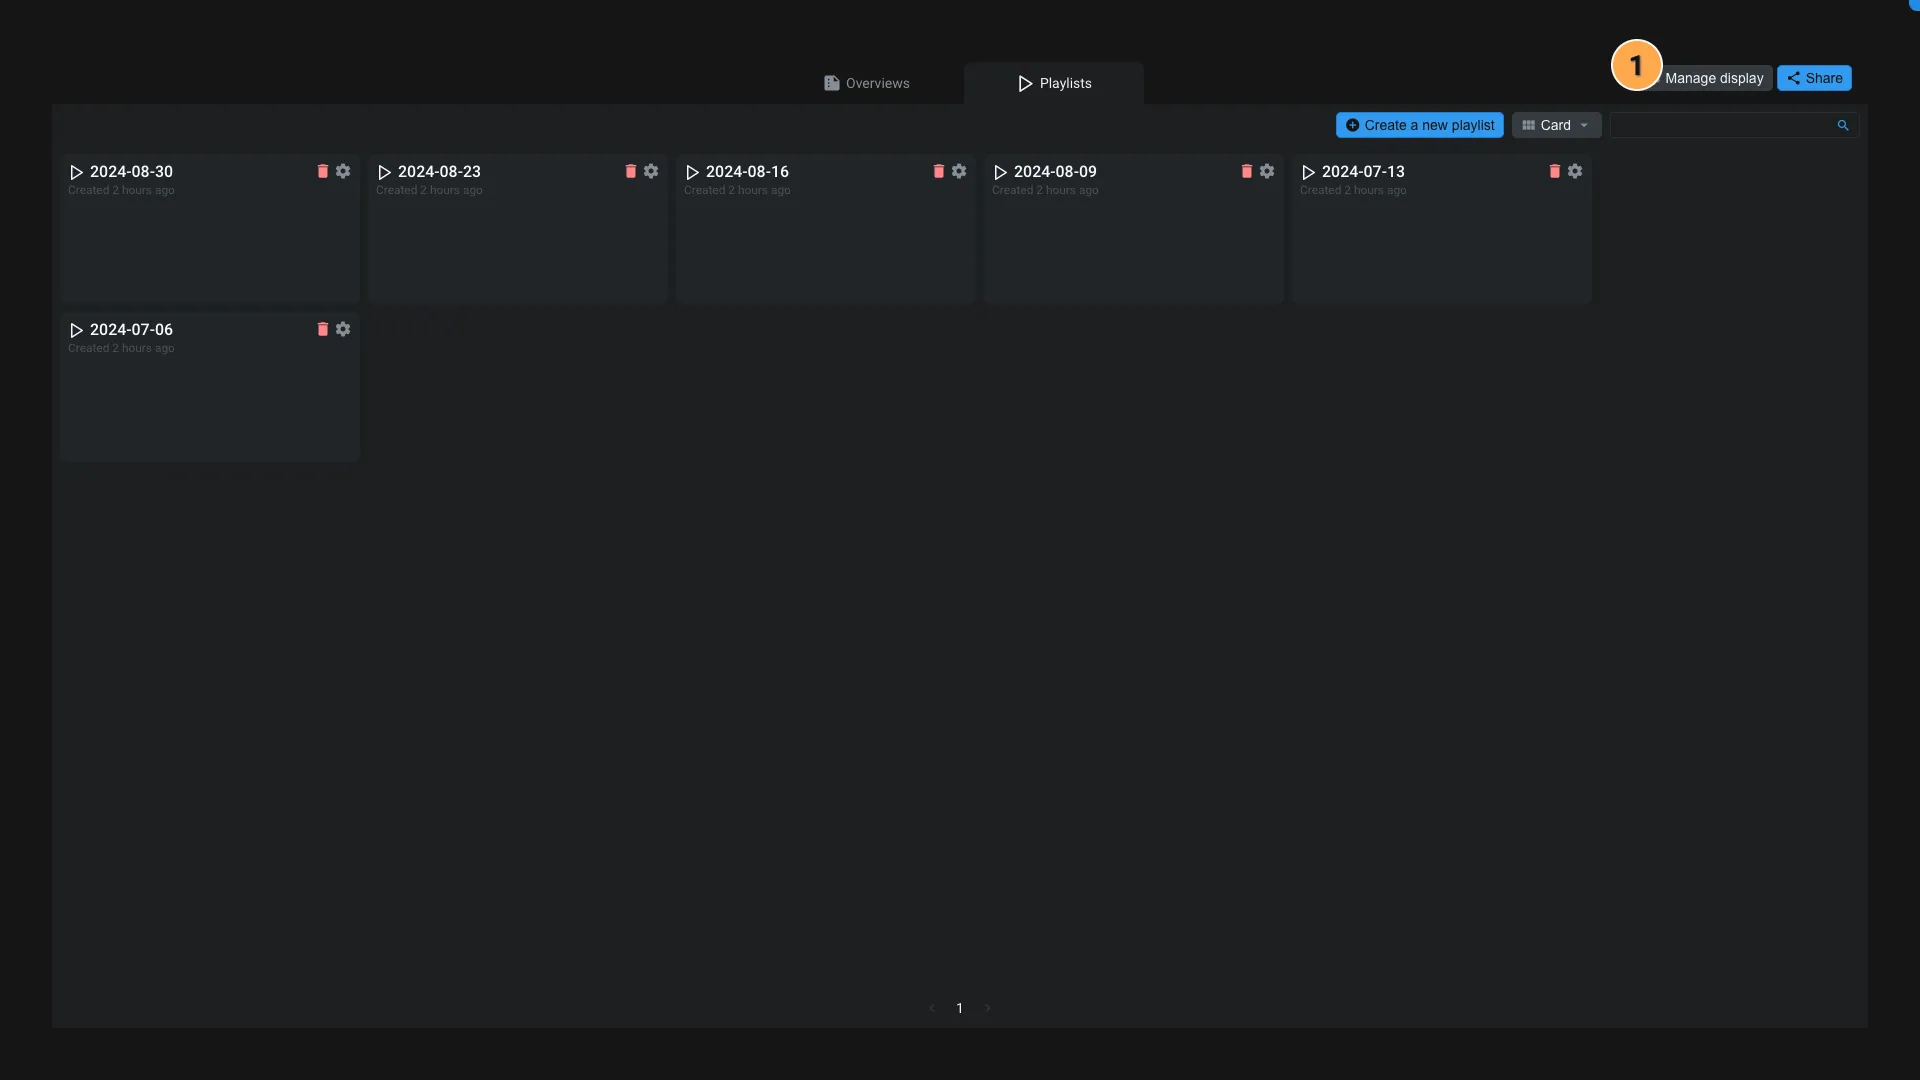 Overviews
Playlists
1
Manage display
Share
Create a new playlist
Card
2024-08-30
Created 2 hours ago
2024-08-23
Created 2 hours ago
2024-08-16
Created 2 hours ago
2024-08-09
Created 2 hours ago
2024-07-13
Created 2 hours ago
2024-07-06
Created 2 hours ago
1